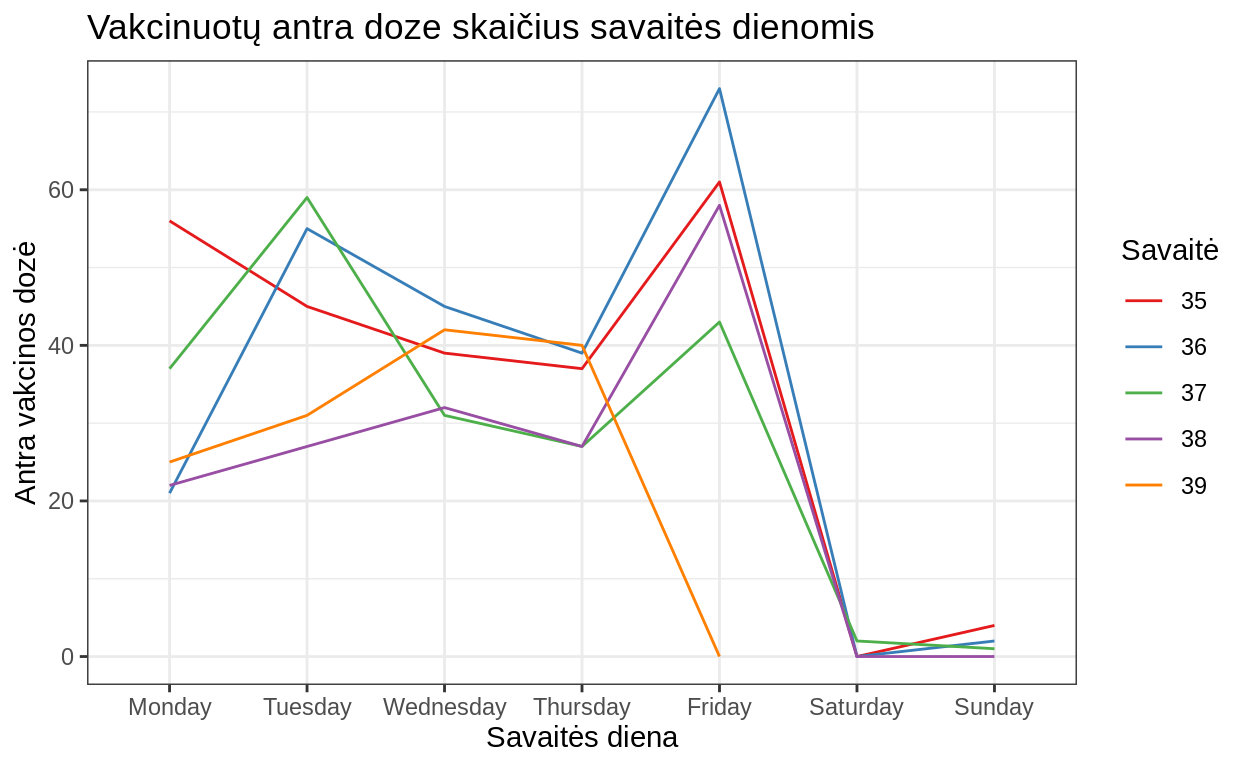 Vakcinuotų antra doze skaičius savaitės dienomis
Antra vakcinos dozė
60
40
20
0
Monday Tuesday Wednesday Thursday Friday Saturday Sunday
Savaitės diena
Savaitė
35
36
37
38
39